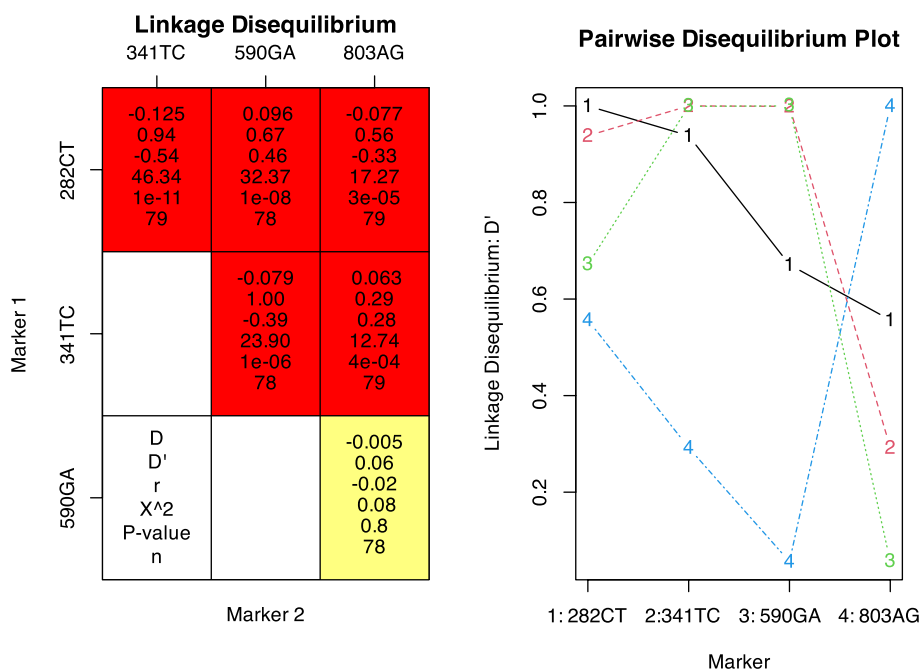 Linkage Disequilibrium
341TC 590GA 803AG
282CT
-0.125
0.94
-0.54
46.34
1e-11
79
0.096
0.67
0.46
32.37
1e-08
78
-0.077
0.56
-0.33
17.27
3e-05
79
Marker 1
341TC
-0.079
1.00
-0.39
23.90
1e-06
78
0.063
0.29
0.28
12.74
4e-04
79
590GA
D
D'
r
X^2
P-value
n
-0.005
0.06
-0.02
0.08
0.8
78
Marker 2
Pairwise Disequilibrium Plot
Linkage Disequilibrium: D'
1.0
0.8
0.6
0.4
0.2
1 2 3 4
1 2 3 4
1 2 3 4
1 2 3 4
1: 282CT 2:341TC 3: 590GA 4: 803AG
Marker